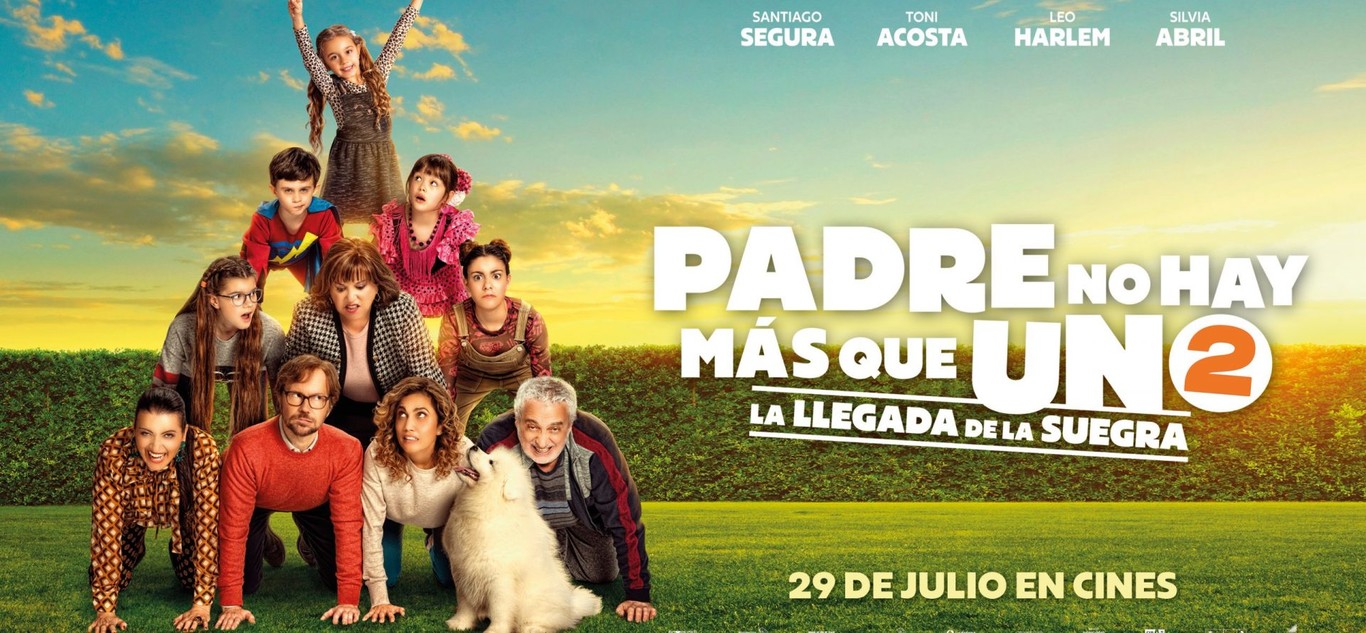 SANTIAGO SEGURA
TONI ACOSTA
LEO HARLEM
SILVIA ABRIL
PADRE NO HAY
MÁS QUE UNO 2
LA LLEGADA DE LA SUEGRA
29 DE JULIO EN CINES